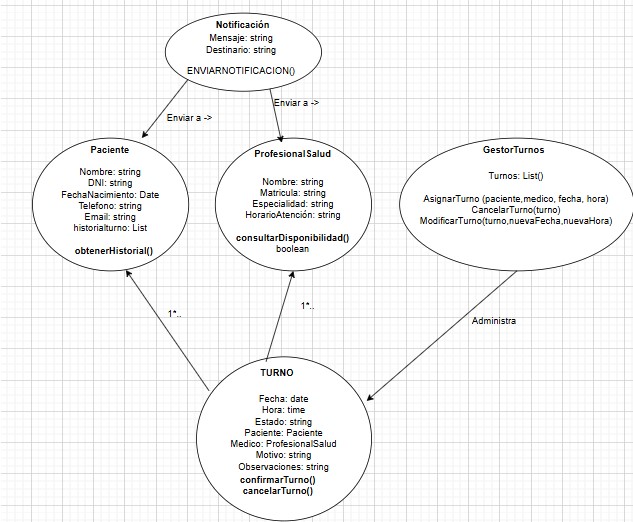 Notificación
Mensaje: string
Destinario: string
ENVIARNOTIFICACION()
Enviar a ->
Enviar a ->
Paciente
Nombre: string
DNI: string
FechaNacimiento: Date
Telefono: string
Email: string
historialturno: List
obtenerHistorial()
ProfesionalSalud
Nombre: string
Matricula: string
Especialidad: string
HorarioAtención: string
consultarDisponibilidad()
boolean
GestorTurnos
Turnos: List()
AsignarTurno (paciente,medico, fecha, hora)
CancelarTurno(turno)
ModificarTurno(turno,nuevaFecha,nuevaHora)
1*..
1*..
Administra
TURNO
Fecha: date
Hora: time
Estado: string
Paciente: Paciente
Medico: ProfesionalSalud
Motivo: string
Observaciones: string
confirmarTurno()
cancelarTurno()